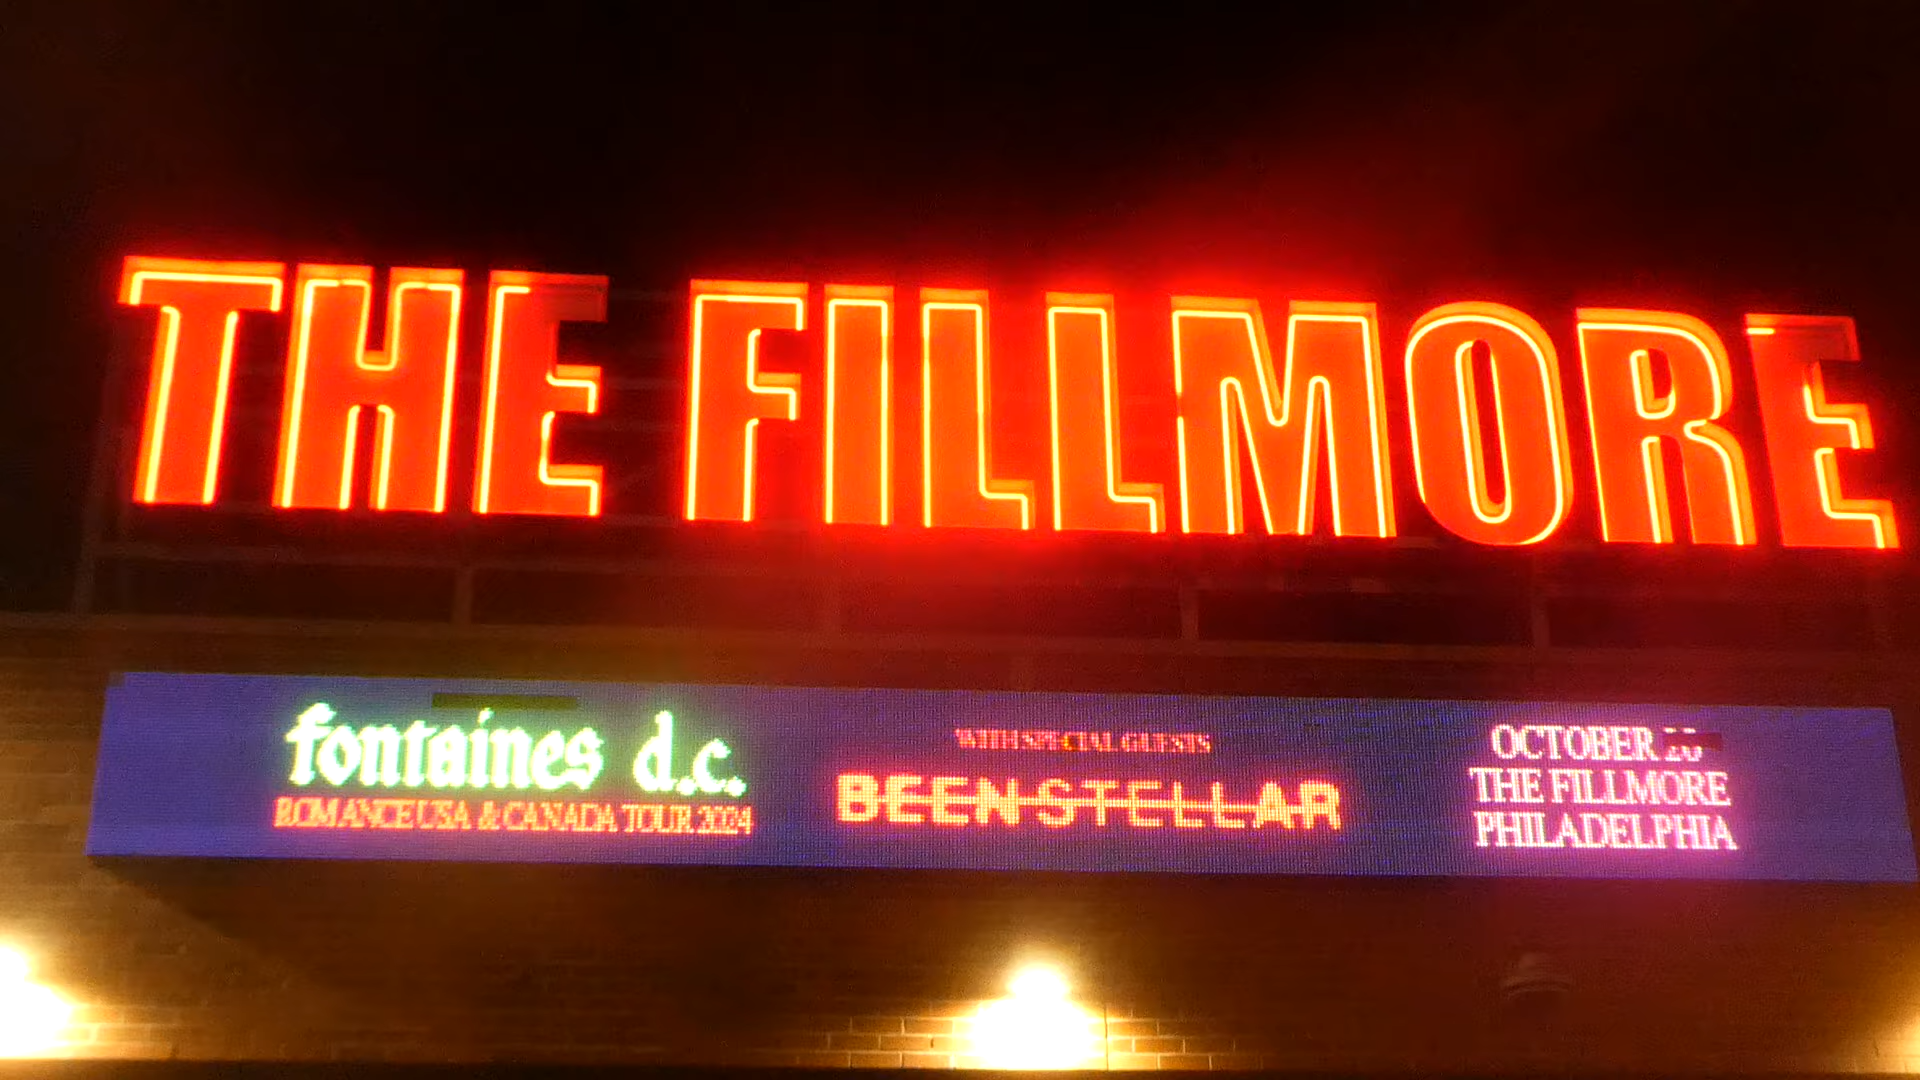 THE FILLMORE
fontaines d.c.
ROMANCE USA & CANADA TOUR 2024
WITH SPECIAL GUESTS
BEEN STELLAR
OCTOBER
THE FILLMORE
PHILADELPHIA